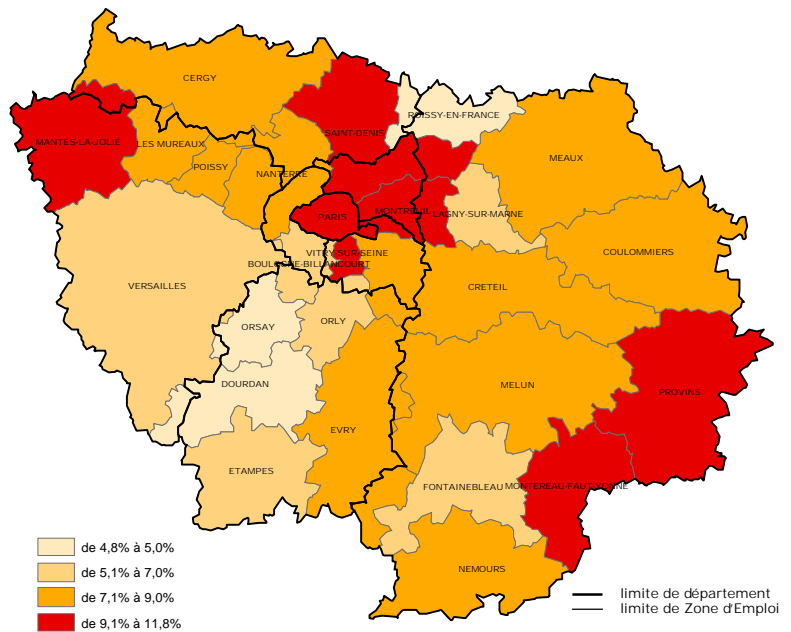 CERGY
ROISSY-EN-FRANCE
SAINT-DENIS
MANTES-LA-JOLIE
LES MUREAUX
MEAUX
POISSY
NANTERRE
PARIS
MONTREUIL
LAGNY-SUR-MARNE
VITRY-SUR-SEINE
COULOMMIERS
BOULOGNE-BILLANCOURT
VERSAILLES
CRETEIL
ORSAY
ORLY
DOURDAN
MELUN
PROVINS
EVRY
ETAMPES
FONTAINEBLEAU
MONTEREAU-FAUT-YONNE
NEMOURS
de 4,8% à 5,0%
de 5,1% à 7,0%
de 7,1% à 9,0%
de 9,1% à 11,8%
limite de département
limite de Zone d'Emploi